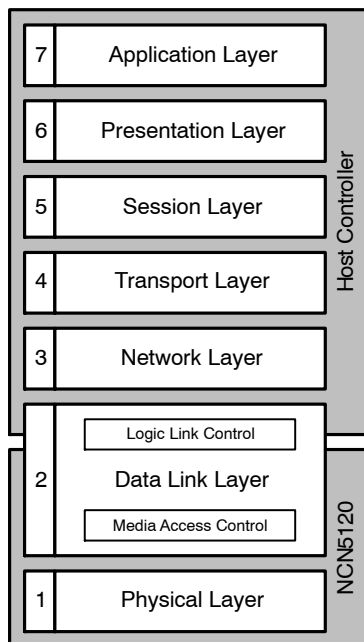 7 Application Layer
6 Presentation Layer
5 Session Layer
4 Transport Layer
3 Network Layer
Host Controller
Logic Link Control
2 Data Link Layer
Media Access Control
1 Physical Layer
NCN5120